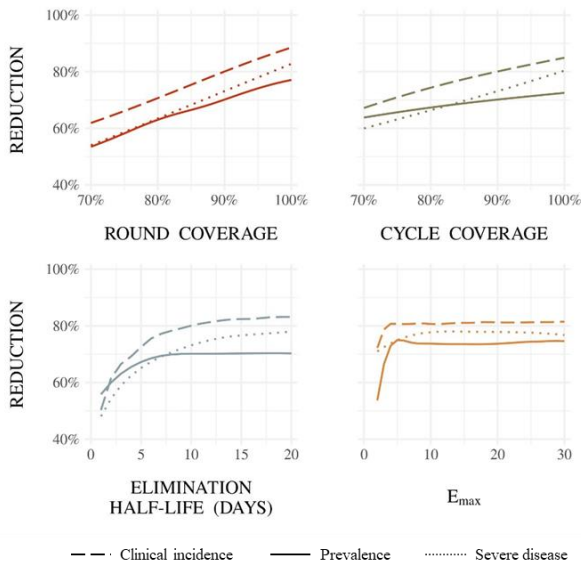 100%
80%
60%
40%
REDUCTION
70% 80% 90% 100%
ROUND COVERAGE
70% 80% 90% 100%
CYCLE COVERAGE
100%
80%
60%
40%
REDUCTION
0 5 10 15 20
ELIMINATION
HALF-LIFE (DAYS)
0 10 20 30
Emax
Clinical incidence Prevalence Severe disease